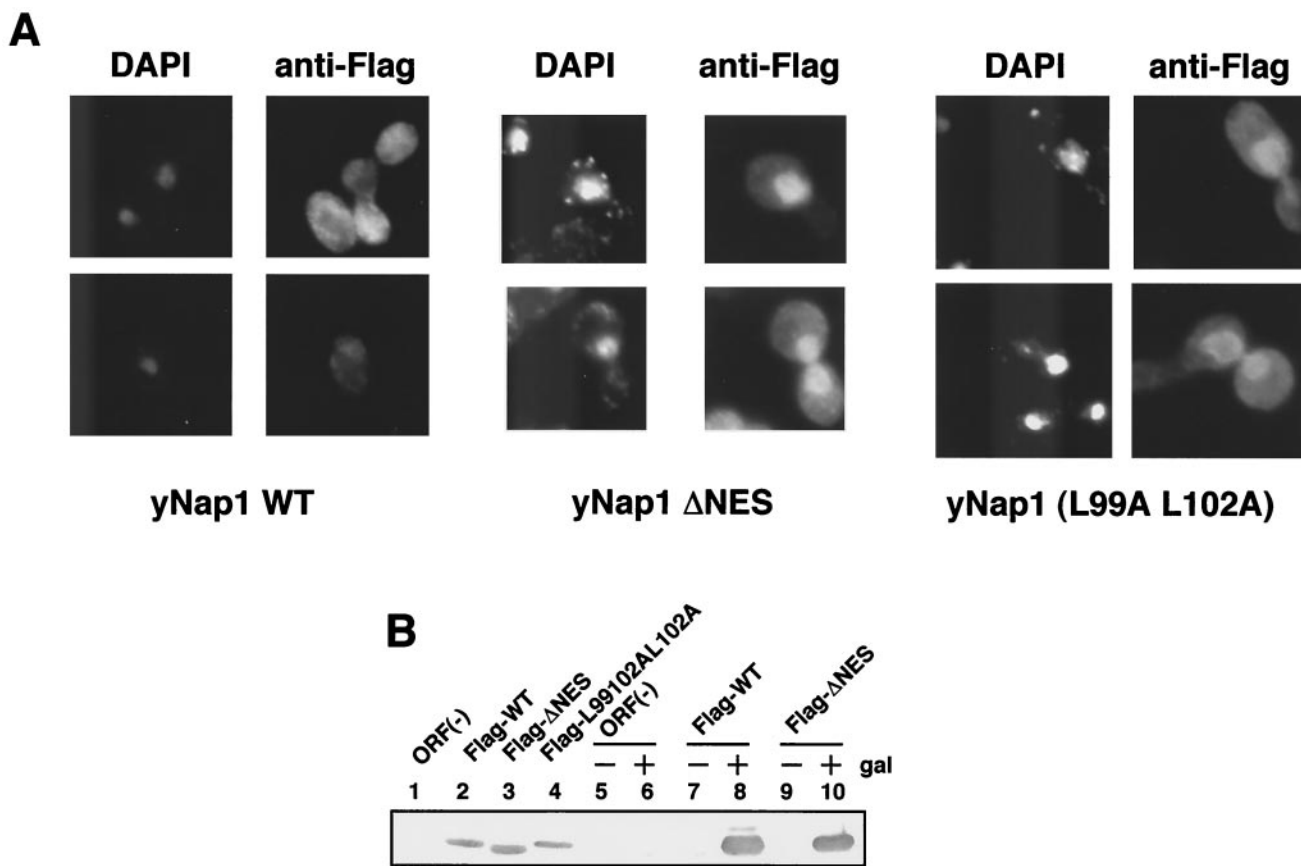 A
DAPI anti-Flag DAPI anti-Flag DAPI anti-Flag
yNap1 WT yNap1 ΔNES yNap1 (L99A L102A)
B
ORF(-) Flag-WT Flag-ΔNES Flag-L99102AL102A ORF(-) Flag-WT Flag-ΔNES
− + − + − + gal
1 2 3 4 5 6 7 8 9 10